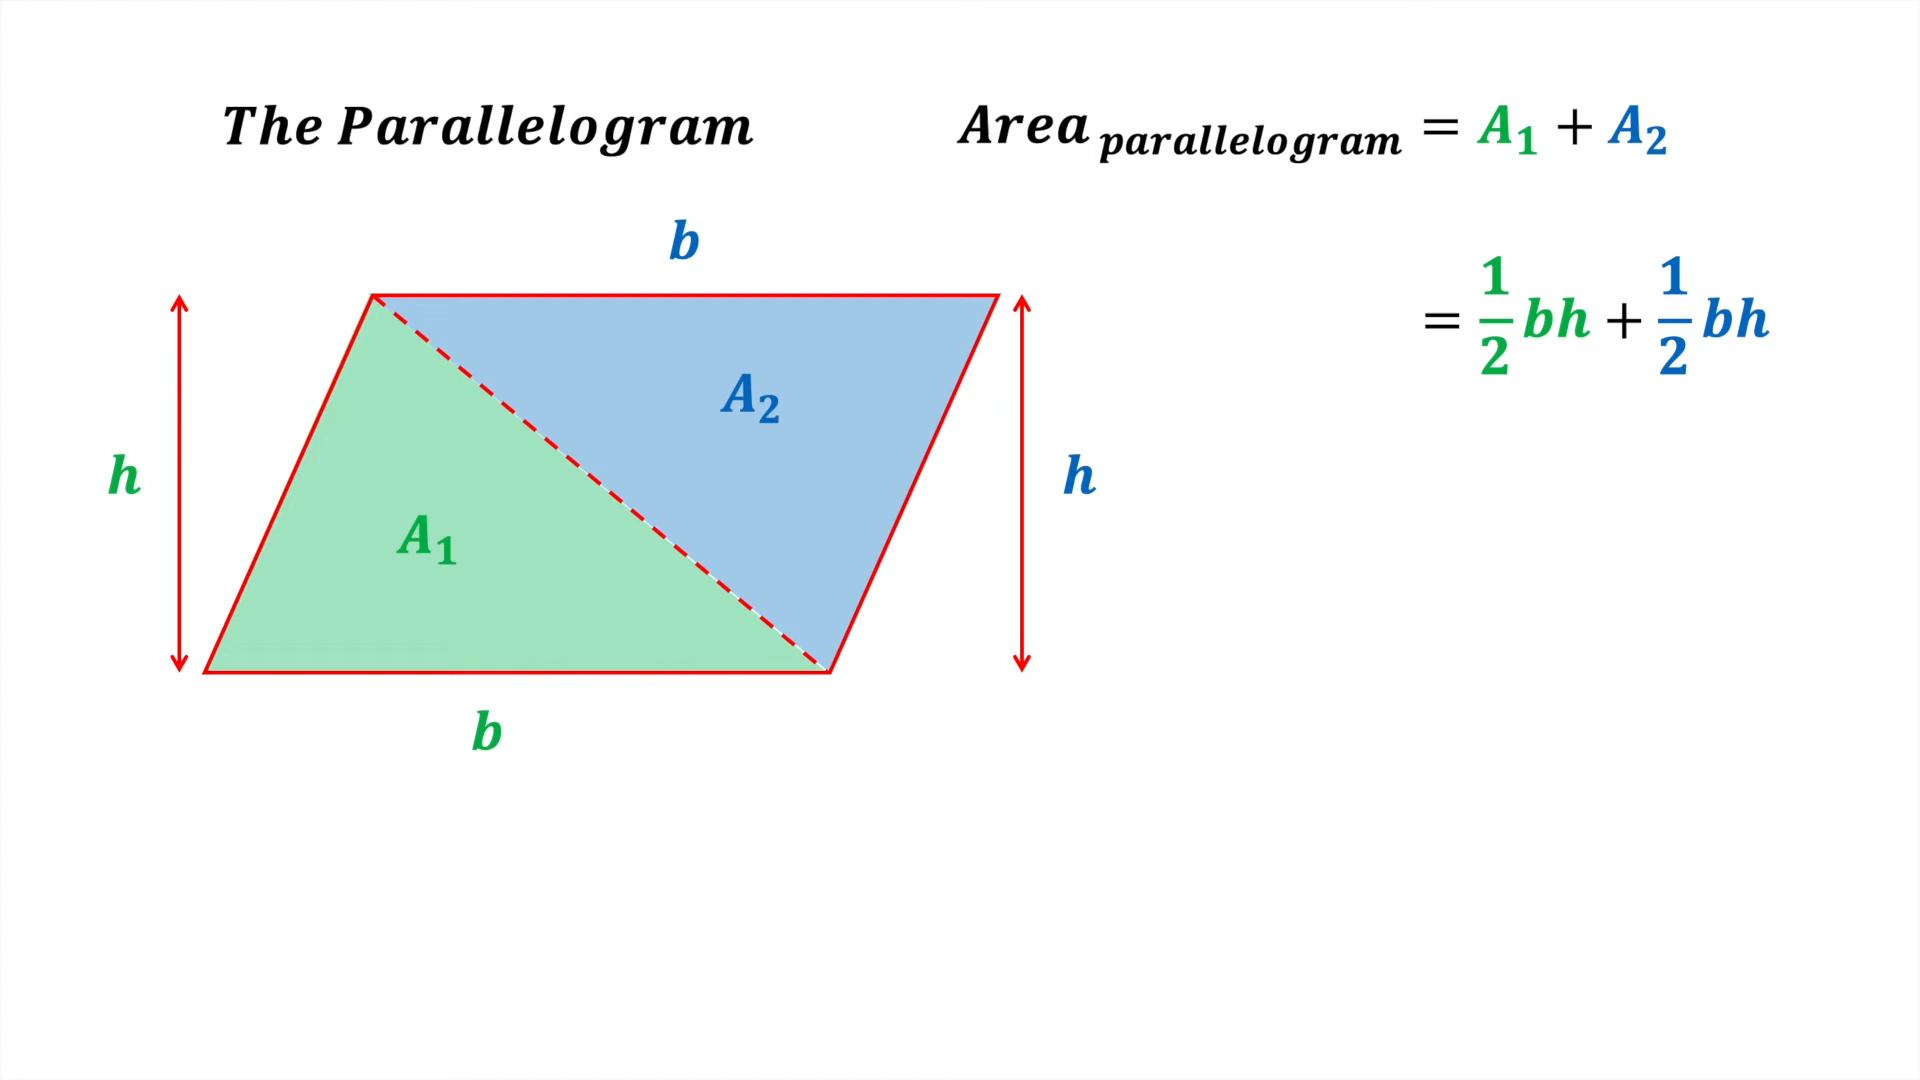 The Parallelogram
Area parallelogram = A₁ + A₂
b
= 1/2 bh + 1/2 bh
A₂
h
h
A₁
b